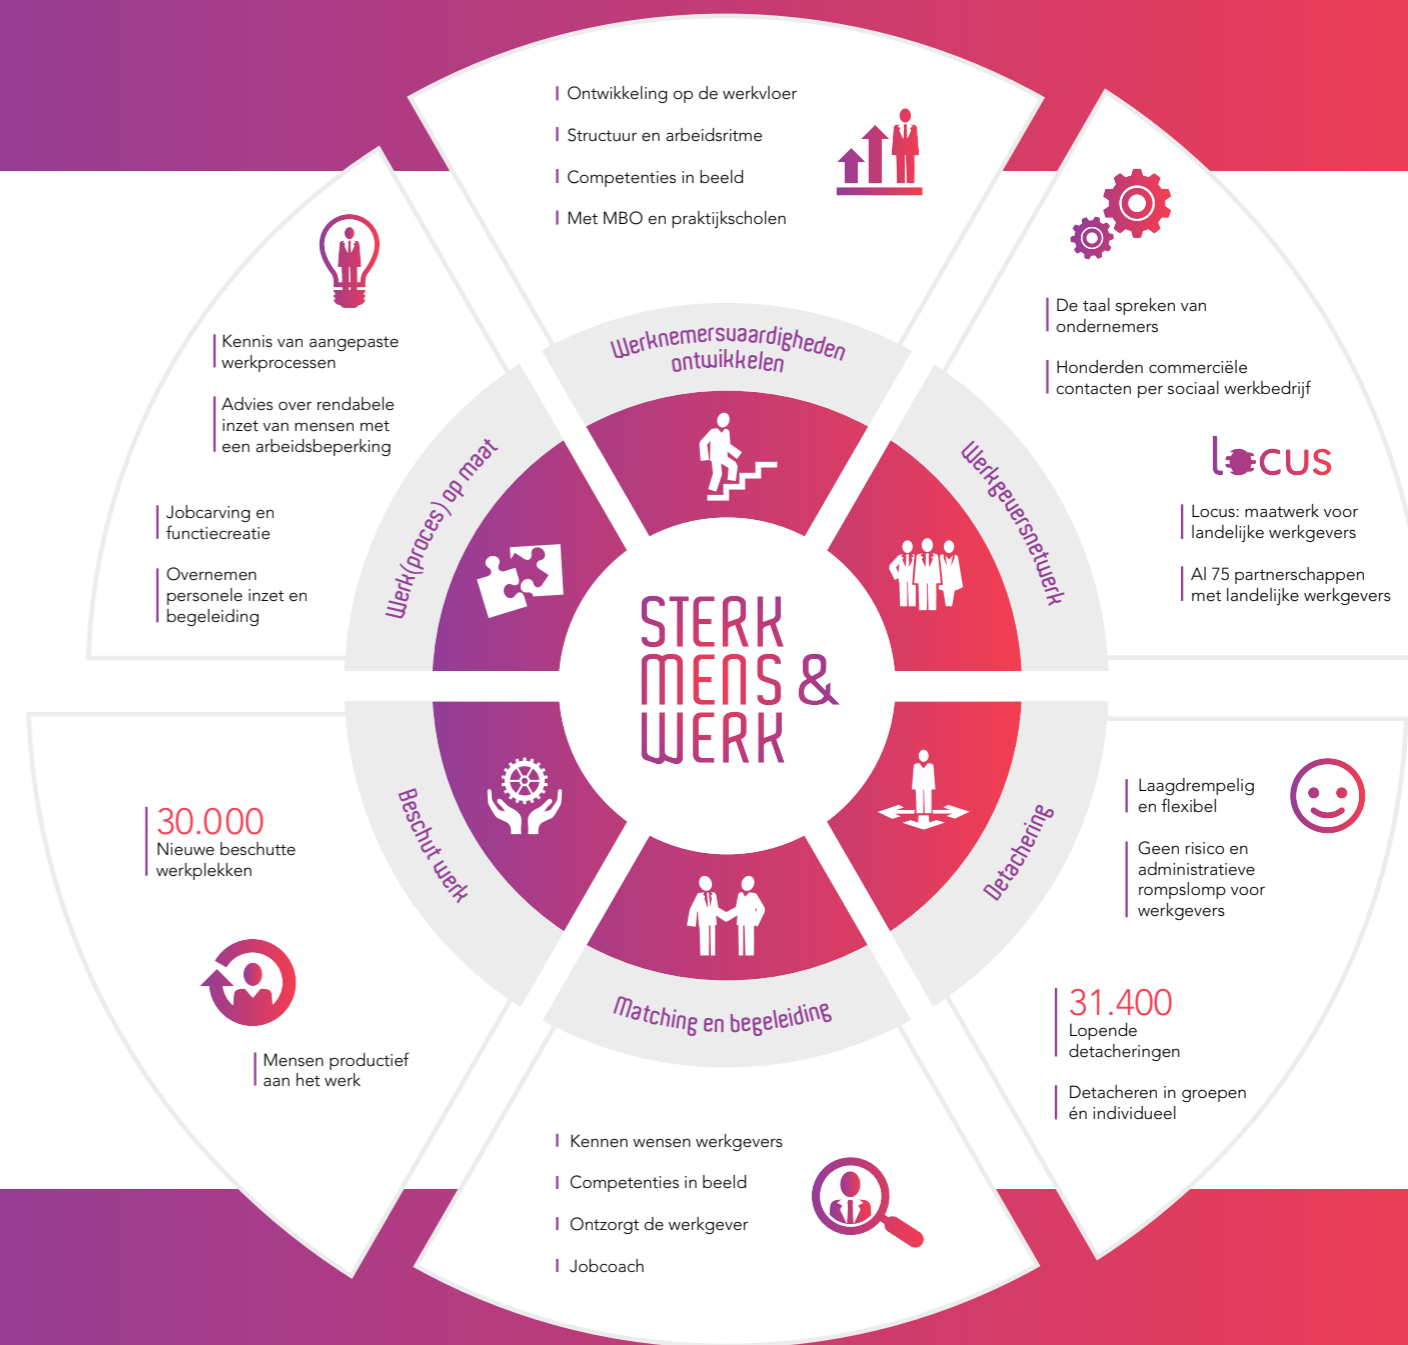 Ontwikkeling op de werkvloer
Structuur en arbeidsritme
Competenties in beeld
Met MBO en praktijkscholen
Werknemersvaardigheden
ontwikkelen
De taal spreken van
ondernemers
Honderden commerciële
contacten per sociaal werkbedrijf
locus
Locus: maatwerk voor
landelijke werkgevers
Al 75 partnerschappen
met landelijke werkgevers
Werkgeversnetwerk
Kennis van aangepaste
werkprocessen
Advies over rendabele
inzet van mensen met
een arbeidsbeperking
Jobcarving en
functiecreatie
Overnemen
personele inzet en
begeleiding
Werk(proces) op maat
STERK
MENS &
WERK
30.000
Nieuwe beschutte
werkplekken
Mensen productief
aan het werk
Beschut werk
Laagdrempelig
en flexibel
Geen risico en
administratieve
rompslomp voor
werkgevers
31.400
Lopende
detacheringen
Detacheren in groepen
én individueel
Detachering
Matching en begeleiding
Kennen wensen werkgevers
Competenties in beeld
Ontzorgt de werkgever
Jobcoach